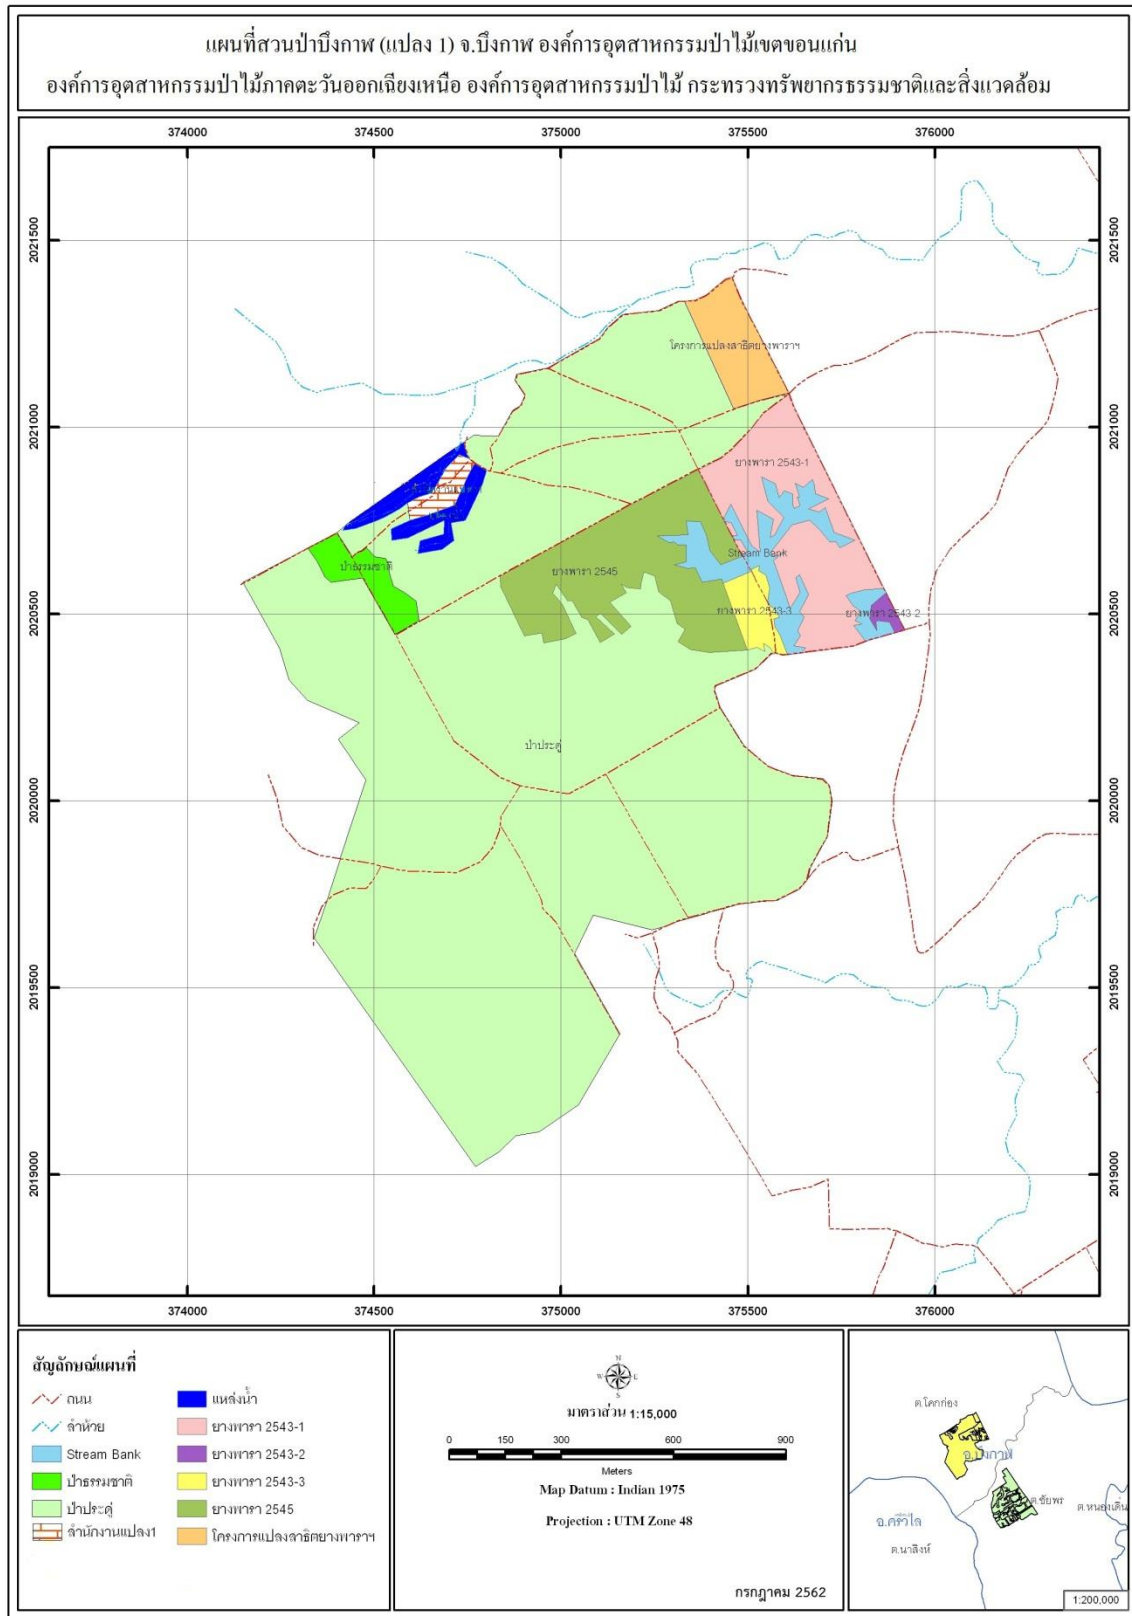 แผนที่สวนป่าบึงกาฬ (แปลง 1) จ.บึงกาฬ องค์การอุตสาหกรรมป่าไม้เขตขอนแก่น
องค์การอุตสาหกรรมป่าไม้ภาคตะวันออกเฉียงเหนือ องค์การอุตสาหกรรมป่าไม้ กระทรวงทรัพยากรธรรมชาติและสิ่งแวดล้อม
374000 374500 375000 375500 376000
2021500 2021500
โครงการแปลงสาธิตยางพาราฯ
2021000 2021000
ยางพารา 2543-1
Stream Bank
ป่าธรรมชาติ
ยางพารา 2545
2020500 2020500
ยางพารา 2543-3
ยางพารา 2543-2
ป่าประดู่
2020000 2020000
2019500 2019500
2019000 2019000
374000 374500 375000 375500 376000
สัญลักษณ์แผนที่
ถนน
ลำห้วย
Stream Bank
ป่าธรรมชาติ
ป่าประดู่
สำนักงานแปลง1
แหล่งน้ำ
ยางพารา 2543-1
ยางพารา 2543-2
ยางพารา 2543-3
ยางพารา 2545
โครงการแปลงสาธิตยางพาราฯ
N
W E
S
มาตราส่วน 1:15,000
0 150 300 600 900
Meters
Map Datum : Indian 1975
Projection : UTM Zone 48
กรกฎาคม 2562
ต.โคกก่อง
อ.บึงกาฬ
ต.ชัยพร
ต.หนองเดิ่น
อ.ศรีวิไล
ต.นาสิงห์
1:200,000